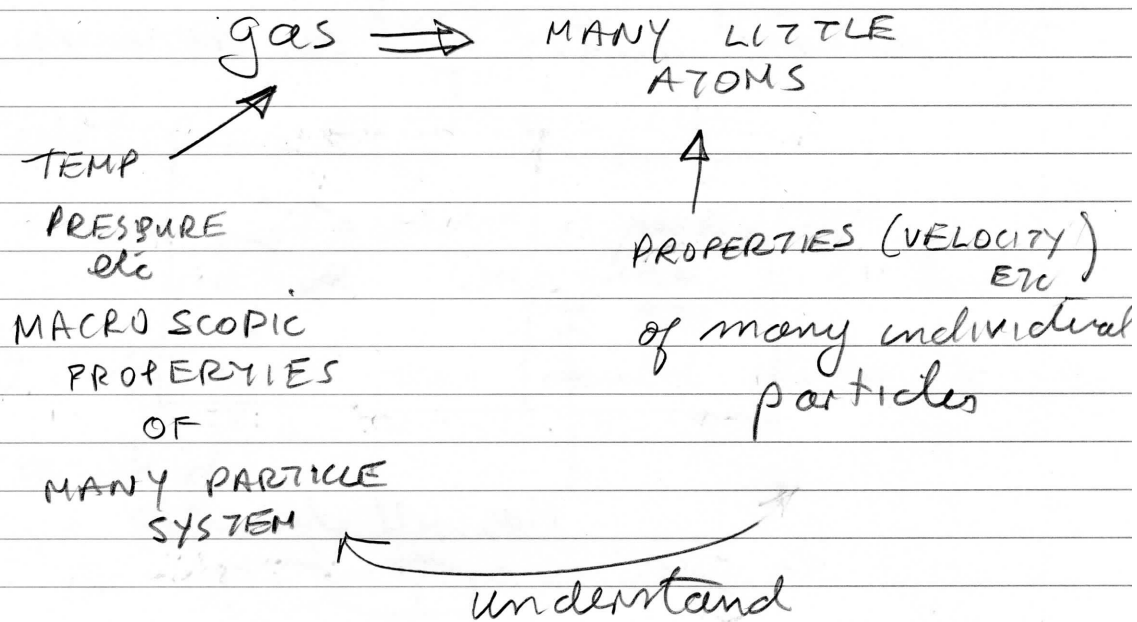 gas ⇒ MANY LITTLE
ATOMS
TEMP
PRESSURE
etc
MACROSCOPIC
PROPERTIES
OF
MANY PARTICLE
SYSTEM
PROPERTIES (VELOCITY
ETC)
of many individual
particles
understand